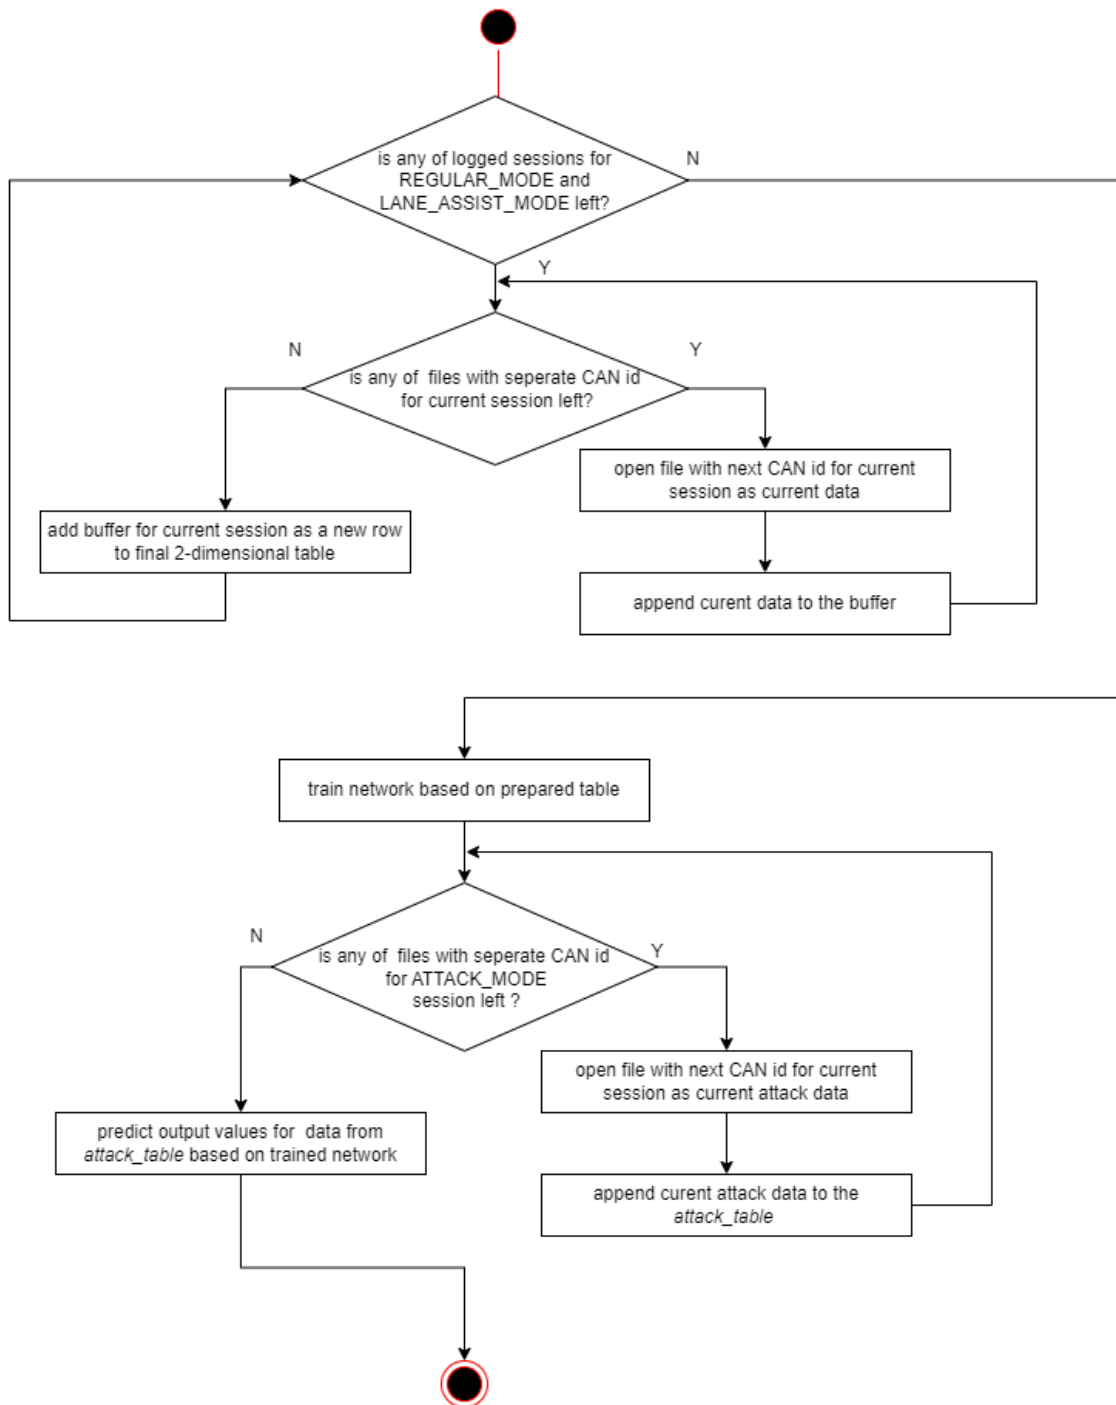 is any of logged sessions for
REGULAR_MODE and
LANE_ASSIST_MODE left?
N
Y
is any of files with seperate CAN id
for current session left?
N
Y
open file with next CAN id for current
session as current data
add buffer for current session as a new row
to final 2-dimensional table
append curent data to the buffer
train network based on prepared table
is any of files with seperate CAN id
for ATTACK_MODE
session left ?
N
Y
open file with next CAN id for current
session as current attack data
predict output values for data from
attack_table based on trained network
append curent attack data to the
attack_table